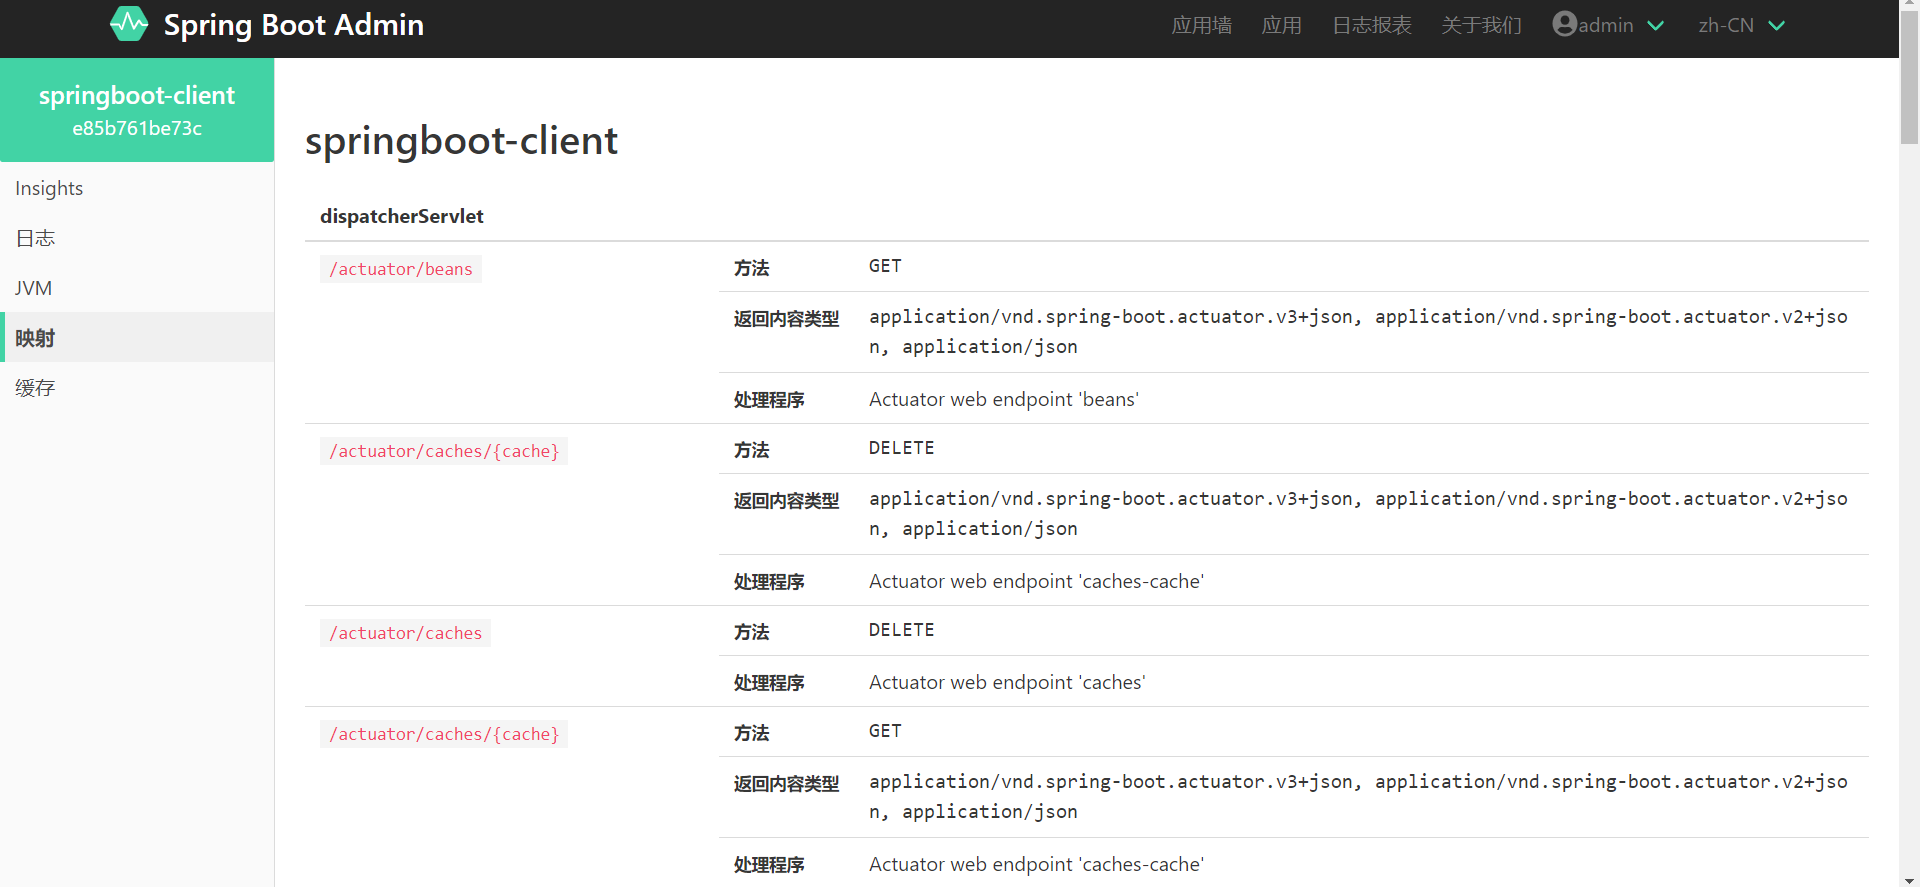 Spring Boot Admin
应用墙 应用 日志报表 关于我们 admin zh-CN
springboot-client
e85b761be73c
Insights
日志
JVM
映射
缓存
springboot-client
dispatcherServlet
/actuator/beans
方法 GET
返回内容类型 application/vnd.spring-boot.actuator.v3+json, application/vnd.spring-boot.actuator.v2+jso
n, application/json
处理程序 Actuator web endpoint 'beans'
/actuator/caches/{cache}
方法 DELETE
返回内容类型 application/vnd.spring-boot.actuator.v3+json, application/vnd.spring-boot.actuator.v2+jso
n, application/json
处理程序 Actuator web endpoint 'caches-cache'
/actuator/caches
方法 DELETE
处理程序 Actuator web endpoint 'caches'
/actuator/caches/{cache}
方法 GET
返回内容类型 application/vnd.spring-boot.actuator.v3+json, application/vnd.spring-boot.actuator.v2+jso
n, application/json
处理程序 Actuator web endpoint 'caches-cache'